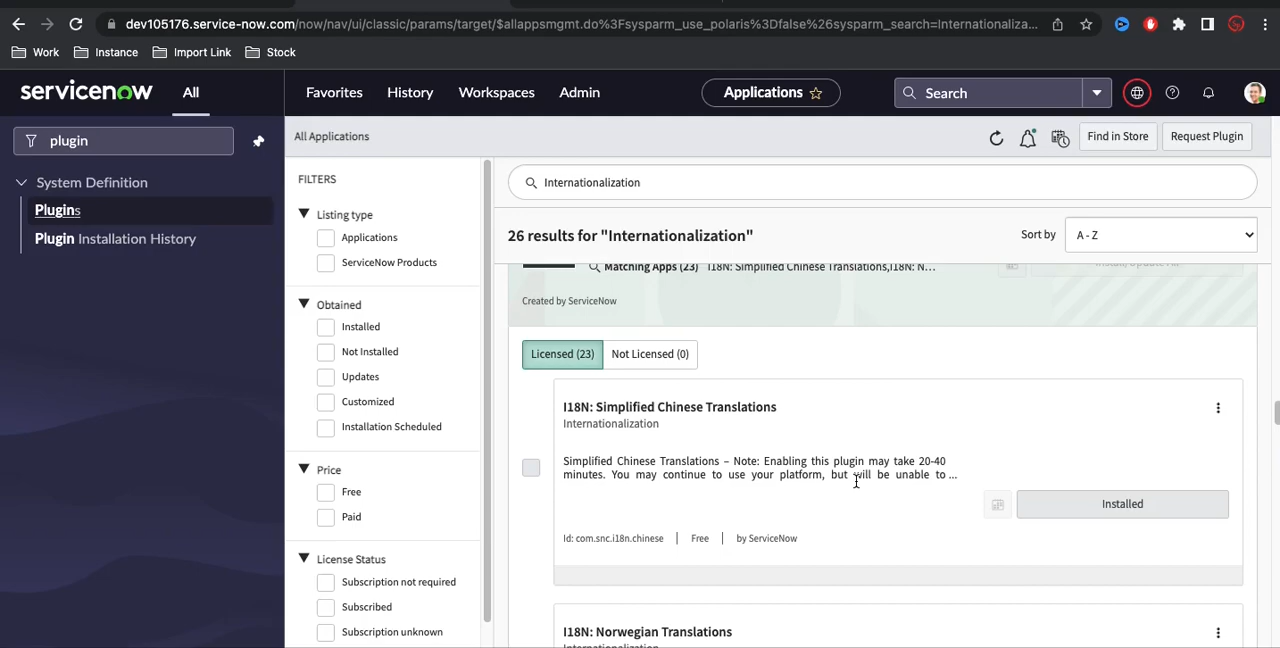 dev105176.service-now.com/now/nav/ui/classic/params/target/$allappsmgmt.do%3Fsysparm_use_polaris%3Dfalse%26sysparm_search=Internationaliza...
Work Instance Import Link Stock
servicenow All Favorites History Workspaces Admin Applications Search
plugin
System Definition
Plugins
Plugin Installation History
All Applications
Find in Store Request Plugin
FILTERS
Listing type
Applications
ServiceNow Products
Obtained
Installed
Not Installed
Updates
Customized
Installation Scheduled
Price
Free
Paid
License Status
Subscription not required
Subscribed
Subscription unknown
Internationalization
26 results for "Internationalization"
Sort by A - Z
Matching Apps (23) I18N: Simplified Chinese Translations,I18N: N...
Created by ServiceNow
Licensed (23) Not Licensed (0)
I18N: Simplified Chinese Translations
Internationalization
Simplified Chinese Translations – Note: Enabling this plugin may take 20-40
minutes. You may continue to use your platform, but will be unable to ...
Installed
Id: com.snc.i18n.chinese Free by ServiceNow
I18N: Norwegian Translations